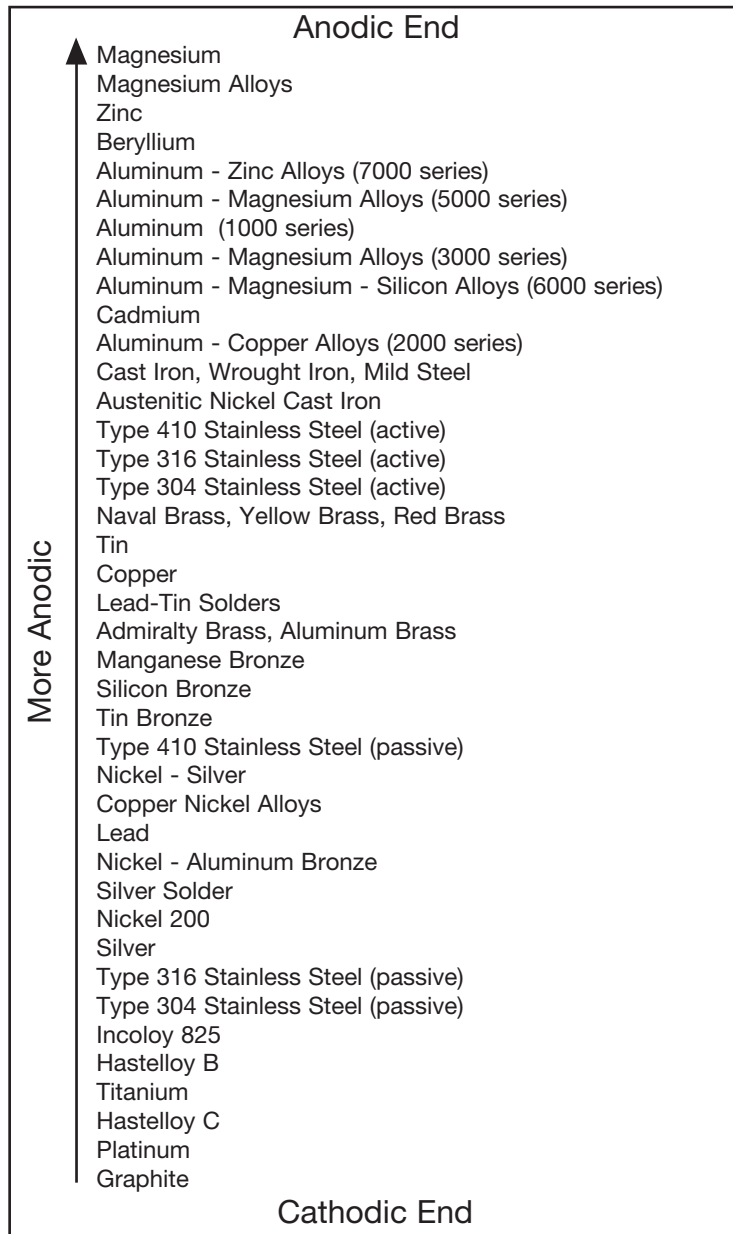 Anodic End
Magnesium
Magnesium Alloys
Zinc
Beryllium
Aluminum - Zinc Alloys (7000 series)
Aluminum - Magnesium Alloys (5000 series)
Aluminum (1000 series)
Aluminum - Magnesium Alloys (3000 series)
Aluminum - Magnesium - Silicon Alloys (6000 series)
Cadmium
Aluminum - Copper Alloys (2000 series)
Cast Iron, Wrought Iron, Mild Steel
Austenitic Nickel Cast Iron
Type 410 Stainless Steel (active)
Type 316 Stainless Steel (active)
Type 304 Stainless Steel (active)
Naval Brass, Yellow Brass, Red Brass
Tin
Copper
Lead-Tin Solders
Admiralty Brass, Aluminum Brass
Manganese Bronze
Silicon Bronze
Tin Bronze
Type 410 Stainless Steel (passive)
Nickel - Silver
Copper Nickel Alloys
Lead
Nickel - Aluminum Bronze
Silver Solder
Nickel 200
Silver
Type 316 Stainless Steel (passive)
Type 304 Stainless Steel (passive)
Incoloy 825
Hastelloy B
Titanium
Hastelloy C
Platinum
Graphite
Cathodic End
More Anodic